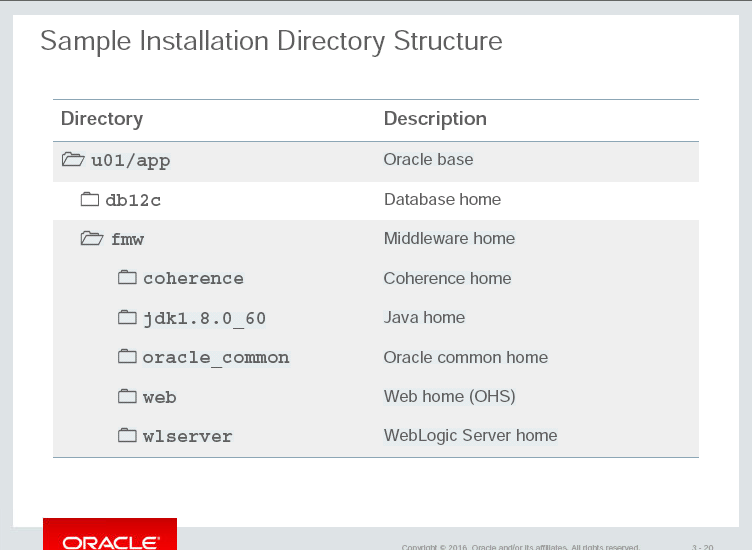 Sample Installation Directory Structure
Directory Description
u01/app Oracle base
db12c Database home
fmw Middleware home
coherence Coherence home
jdk1.8.0_60 Java home
oracle_common Oracle common home
web Web home (OHS)
wlserver WebLogic Server home
ORACLE®
Copyright © 2016, Oracle and/or its affiliates. All rights reserved. 3 - 20